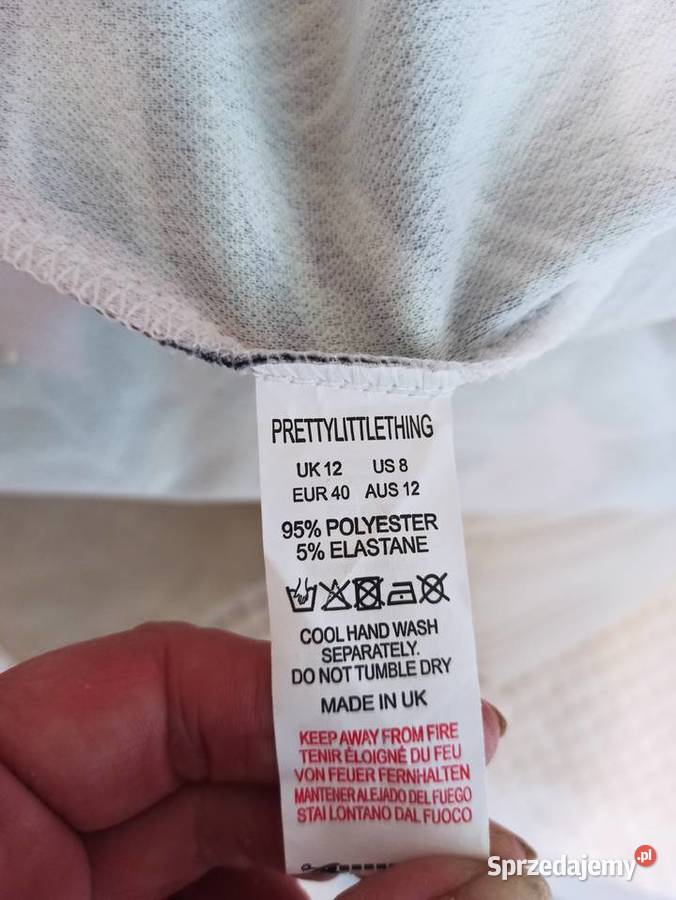 PRETTYLITTLETHING
UK 12 US 8
EUR 40 AUS 12
95% POLYESTER
5% ELASTANE
COOL HAND WASH
SEPARATELY.
DO NOT TUMBLE DRY
MADE IN UK
KEEP AWAY FROM FIRE
TENIR ÉLOIGNÉ DU FEU
VON FEUER FERNHALTEN
MANTENER ALEJADO DEL FUEGO
STAI LONTANO DAL FUOCO
Sprzedajemy.pl